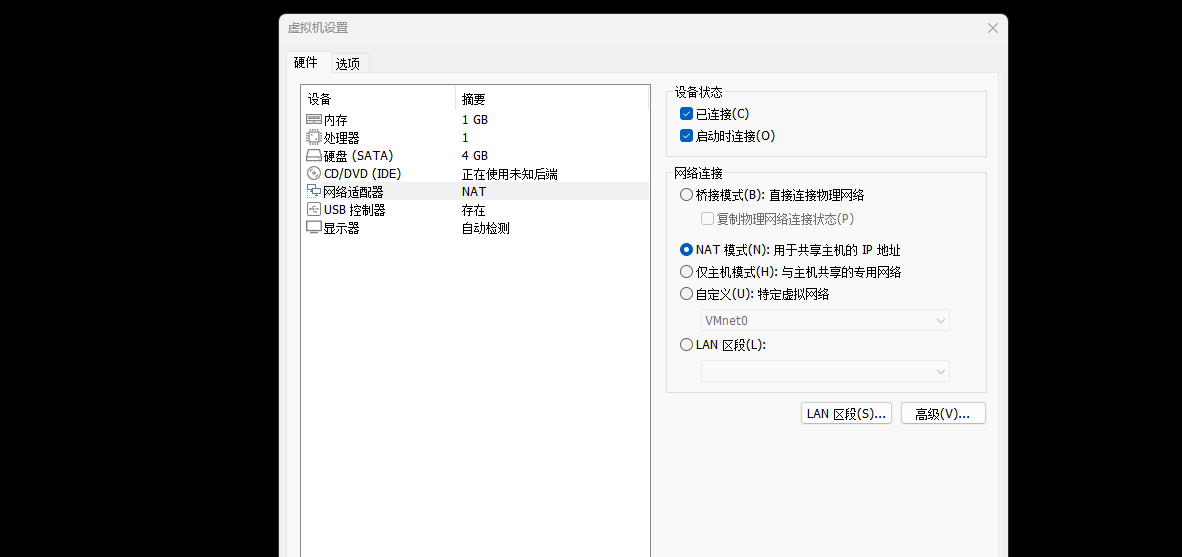 虚拟机设置
硬件 选项
设备 摘要
内存 1 GB
处理器 1
硬盘 (SATA) 4 GB
CD/DVD (IDE) 正在使用未知后端
网络适配器 NAT
USB 控制器 存在
显示器 自动检测
设备状态
已连接(C)
启动时连接(O)
网络连接
桥接模式(B): 直接连接物理网络
复制物理网络连接状态(P)
NAT 模式(N): 用于共享主机的 IP 地址
仅主机模式(H): 与主机共享的专用网络
自定义(U): 特定虚拟网络
VMnet0
LAN 区段(L):
LAN 区段(S)... 高级(V)...